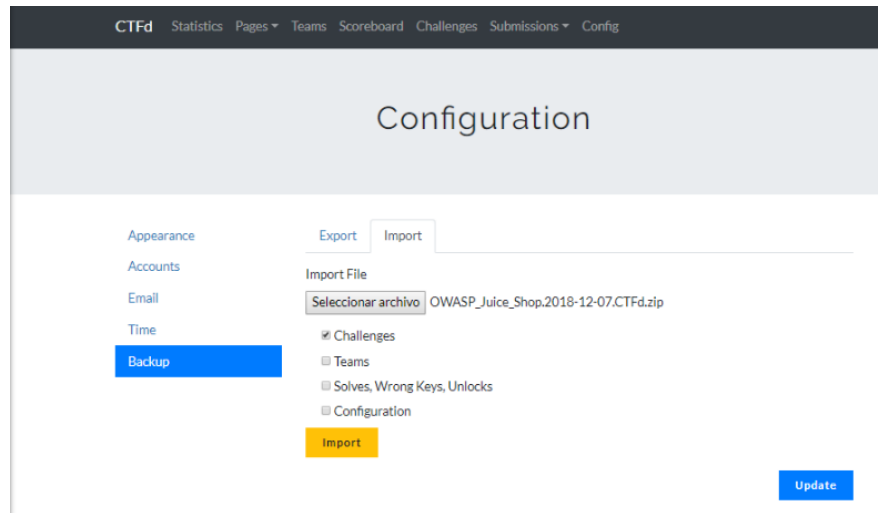 CTFd Statistics Pages Teams Scoreboard Challenges Submissions Config
Configuration
Appearance
Accounts
Email
Time
Backup
Export Import
Import File
Seleccionar archivo OWASP_Juice_Shop.2018-12-07.CTFd.zip
Challenges
Teams
Solves, Wrong Keys, Unlocks
Configuration
Import
Update